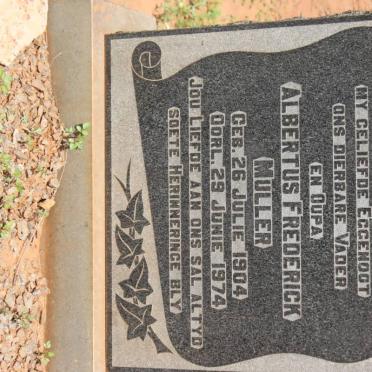 MY GELIEFDE EGGENOOT
ONS DIERBARE VADER
EN OUPA
ALBERTUS FREDERICK
MULLER
GEB. 26 JULIE 1904
OORL. 29 JUNIE 1974
JOU LIEFDE AAN ONS SAL ALTYD
SOETE HERINNERINGE BLY